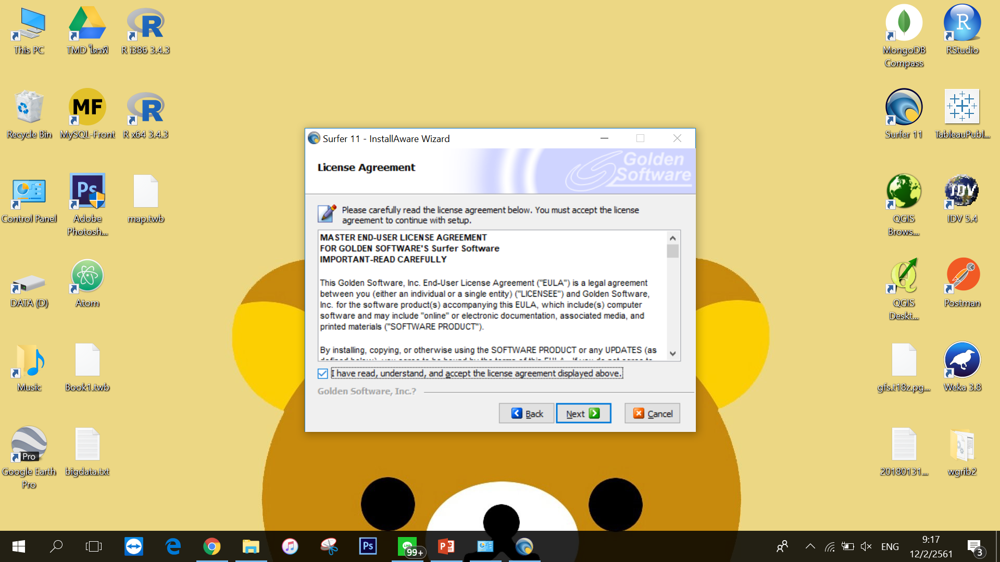 This PC
TMD ไดรฟ์
R i386 3.4.3
MongoDB
Compass
R
RStudio
Recycle Bin
MF
MySQL-Front
R x64 3.4.3
Surfer 11
TableauPubl...
Control Panel
Ps
Adobe
Photosh...
map.twb
QGIS
Brows...
IDV
IDV 5.4
DATA (D)
Atom
QGIS
Deskt...
Postman
Music
Book1.twb
gfs.t18z.pg...
Weka 3.8
Pro
Google Earth
Pro
bigdata.txt
20180131...
wgrib2
Surfer 11 - InstallAware Wizard
License Agreement
Golden
Software
Please carefully read the license agreement below. You must accept the license
agreement to continue with setup.
MASTER END-USER LICENSE AGREEMENT
FOR GOLDEN SOFTWARE'S Surfer Software
IMPORTANT-READ CAREFULLY
This Golden Software, Inc. End-User License Agreement ("EULA") is a legal agreement
between you (either an individual or a single entity) ("LICENSEE") and Golden Software,
Inc. for the software product(s) accompanying this EULA, which include(s) computer
software and may include "online" or electronic documentation, associated media, and
printed materials ("SOFTWARE PRODUCT").
By installing, copying, or otherwise using the SOFTWARE PRODUCT or any UPDATES (as
I have read, understand, and accept the license agreement displayed above.
Golden Software, Inc.?
Back
Next
Cancel
Ps
99+
ENG
9:17
12/2/2561
3